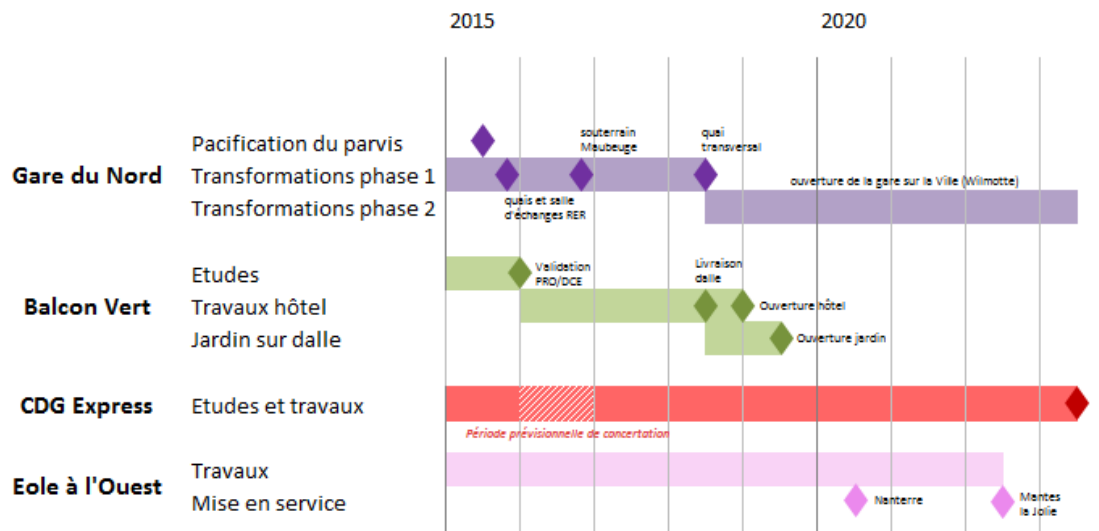 2015
2020
Pacification du parvis
souterrain
Maubeuge
quai
transversal
Gare du Nord
Transformations phase 1
ouverture de la gare sur la Ville (Wilmotte)
Transformations phase 2
quais et salle
d'échanges RER
Etudes
Validation
PRO/DCE
Livraison
dalle
Balcon Vert
Travaux hôtel
Ouverture hôtel
Jardin sur dalle
Ouverture jardin
CDG Express
Etudes et travaux
Période prévisionnelle de concertation
Eole à l'Ouest
Travaux
Mise en service
Nanterre
Mantes
la Jolie